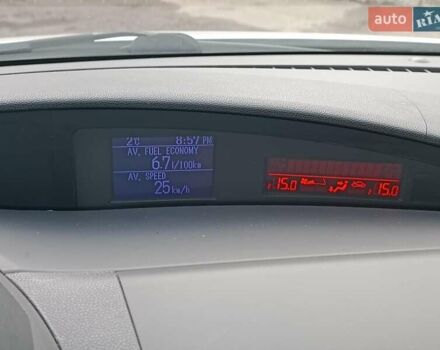 auto RIA
2°C 8:57 PM
AV. FUEL ECONOMY
6.7 l/100km
AV. SPEED
25 km/h
15.0 15.0